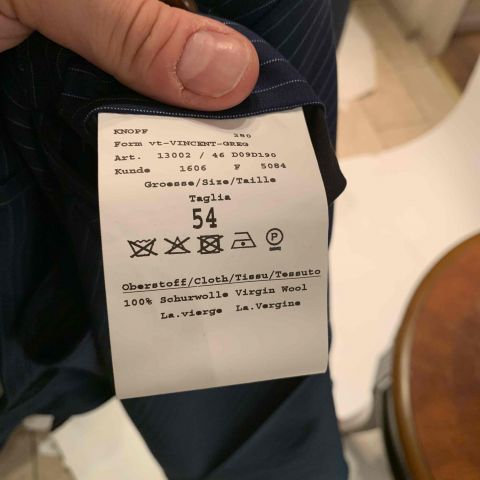 KNOPF 280
Form vt-VINCENT-GREG
Art. 13002 / 46 D09D190
Kunde 1606 F 5084
Groesse/Size/Taille
Taglia
54
P
Oberstoff/Cloth/Tissu/Tessuto
100% Schurwolle Virgin Wool
La.vierge La.Vergine